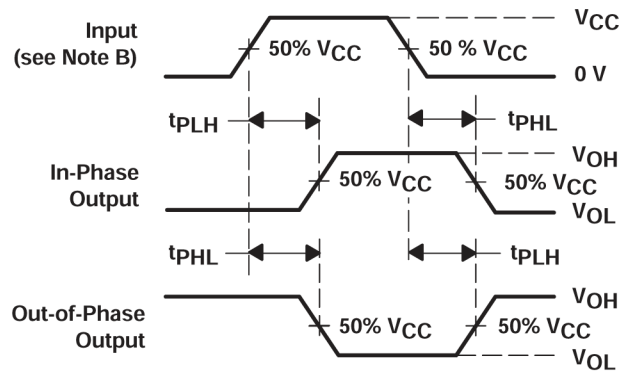 Input
(see Note B)
50% VCC
50 % VCC
VCC
0 V
tPLH
tPHL
In-Phase
Output
50% VCC
50% VCC
VOH
VOL
tPHL
tPLH
Out-of-Phase
Output
50% VCC
50% VCC
VOH
VOL